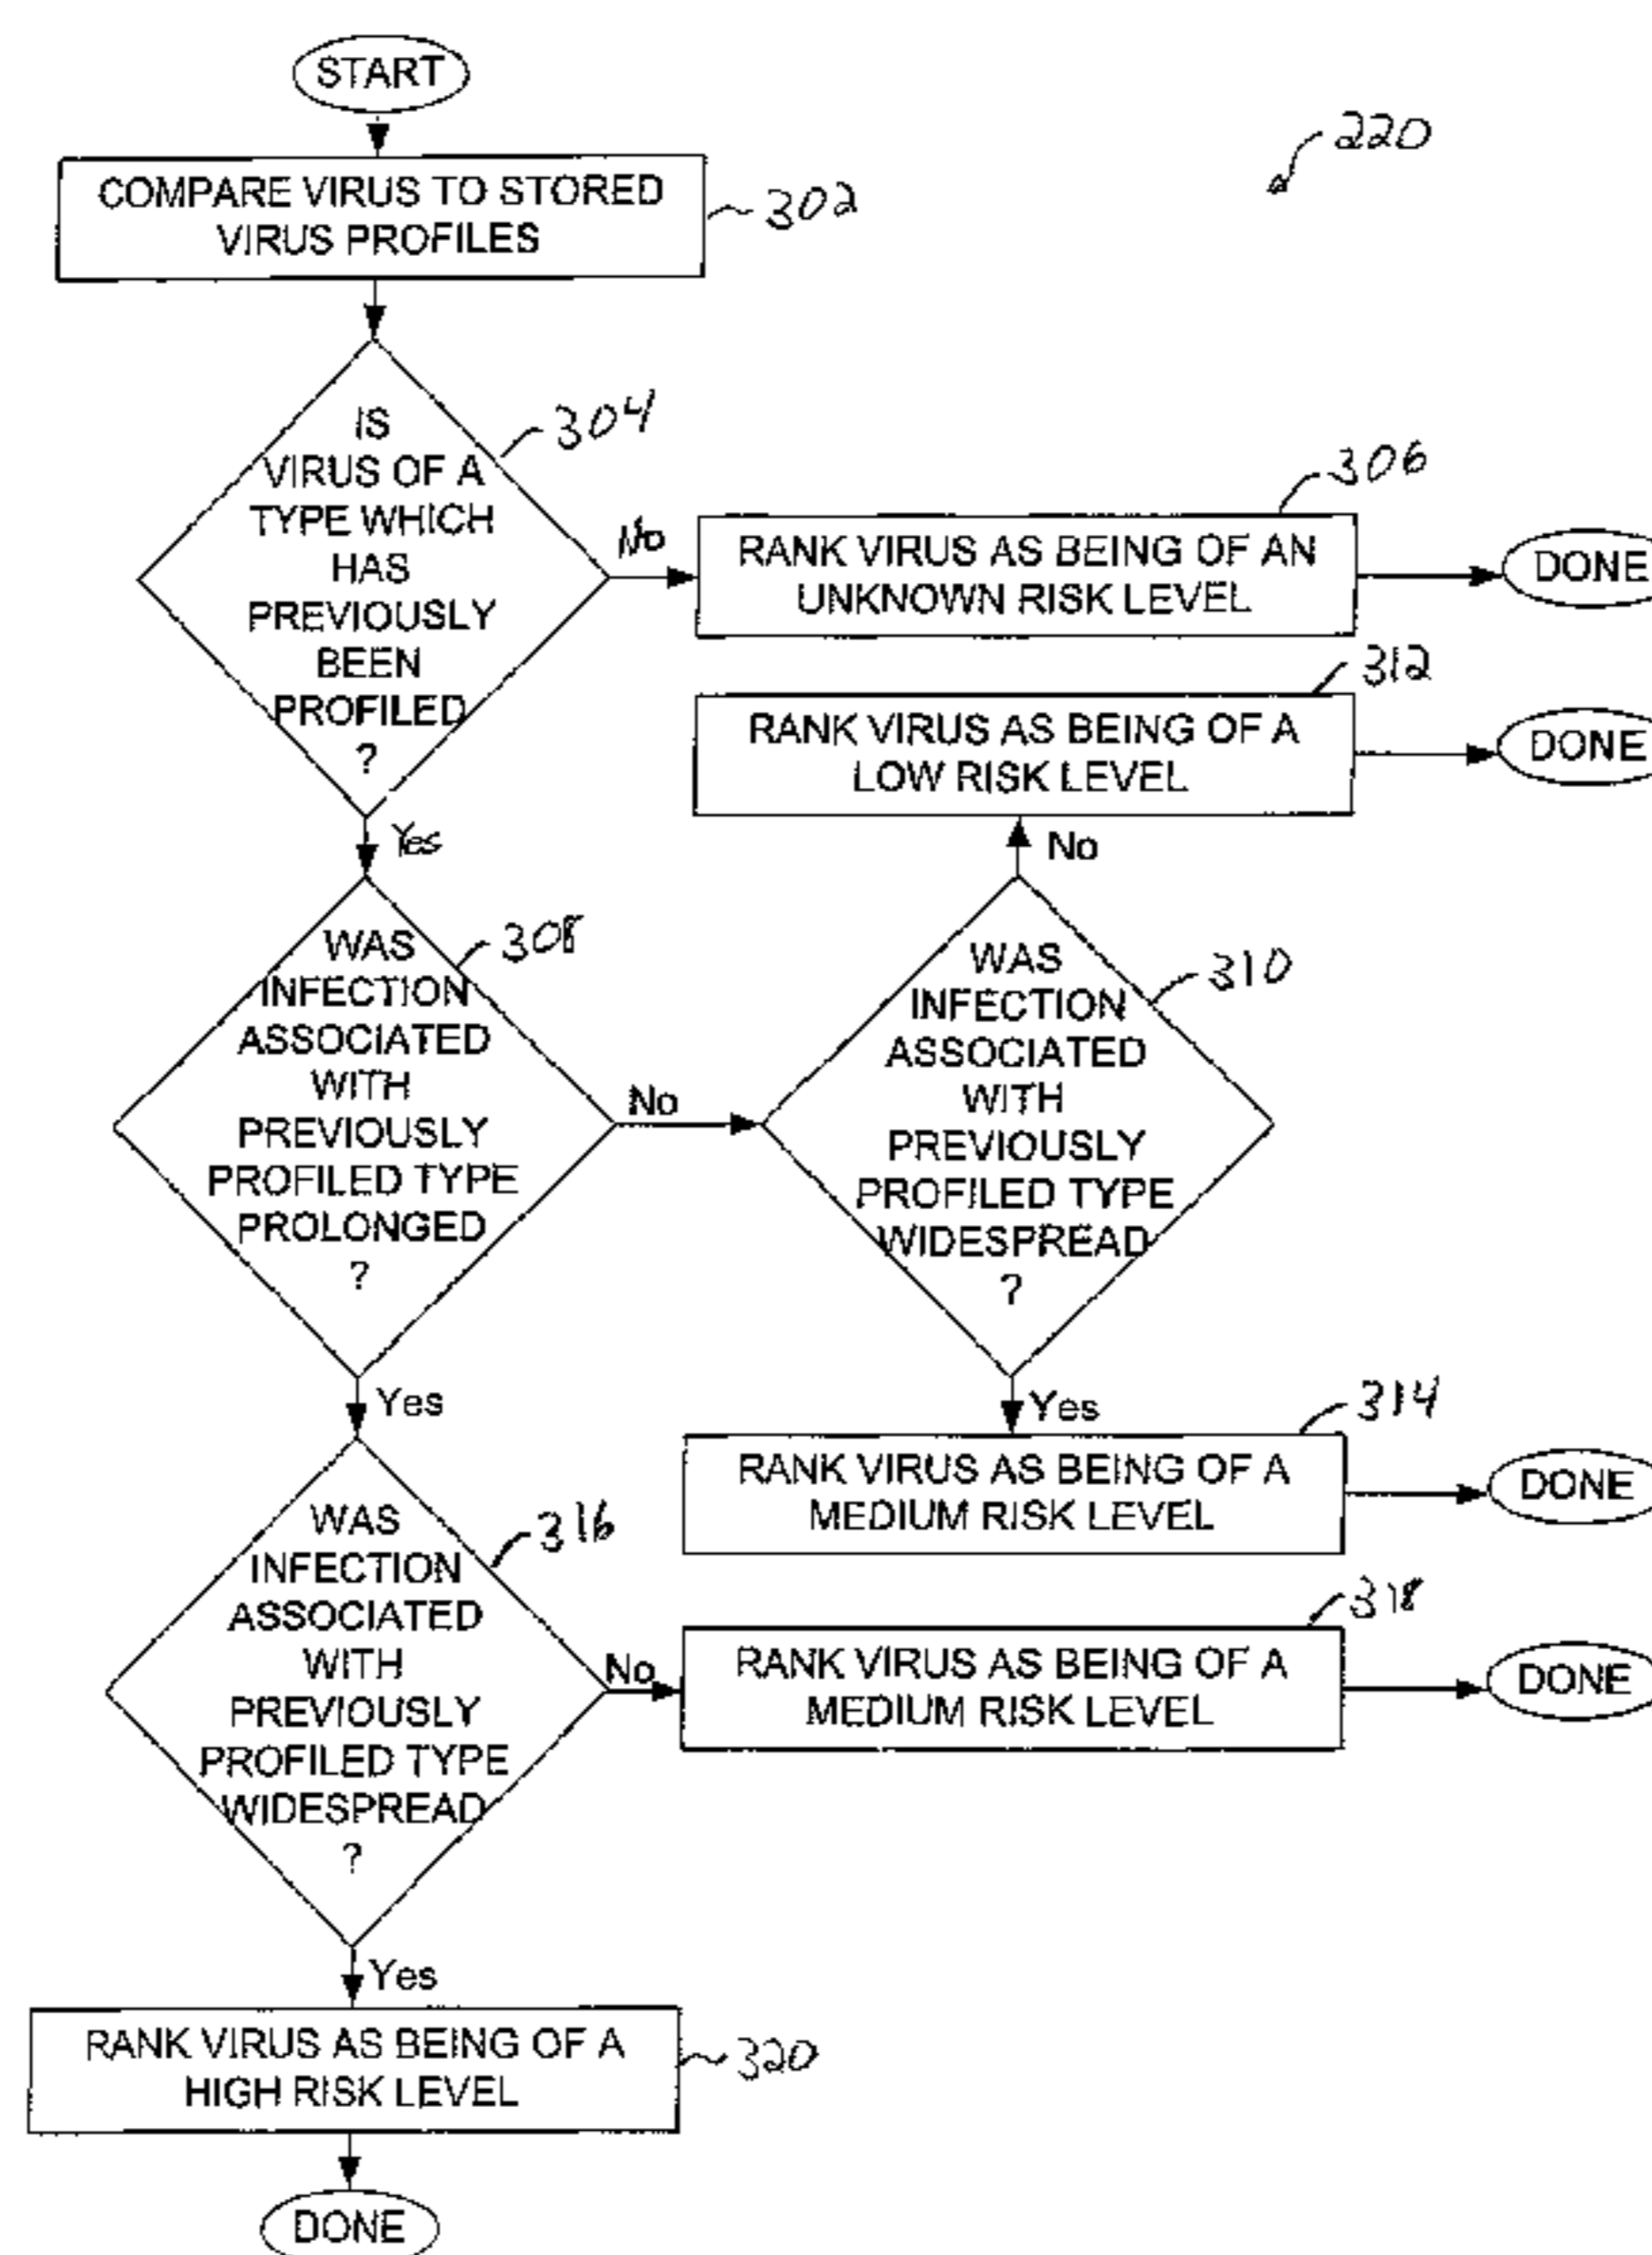 START
220
COMPARE VIRUS TO STORED
VIRUS PROFILES
302
IS
VIRUS OF A
TYPE WHICH
HAS
PREVIOUSLY
BEEN
PROFILED
?
304
No
306
RANK VIRUS AS BEING OF AN
UNKNOWN RISK LEVEL
DONE
312
RANK VIRUS AS BEING OF A
LOW RISK LEVEL
DONE
Yes
No
WAS
INFECTION
ASSOCIATED
WITH
PREVIOUSLY
PROFILED TYPE
PROLONGED
?
308
No
WAS
INFECTION
ASSOCIATED
WITH
PREVIOUSLY
PROFILED TYPE
WIDESPREAD
?
310
Yes
Yes
314
RANK VIRUS AS BEING OF A
MEDIUM RISK LEVEL
DONE
WAS
INFECTION
ASSOCIATED
WITH
PREVIOUSLY
PROFILED TYPE
WIDESPREAD
?
316
No
318
RANK VIRUS AS BEING OF A
MEDIUM RISK LEVEL
DONE
Yes
RANK VIRUS AS BEING OF A
HIGH RISK LEVEL
320
DONE